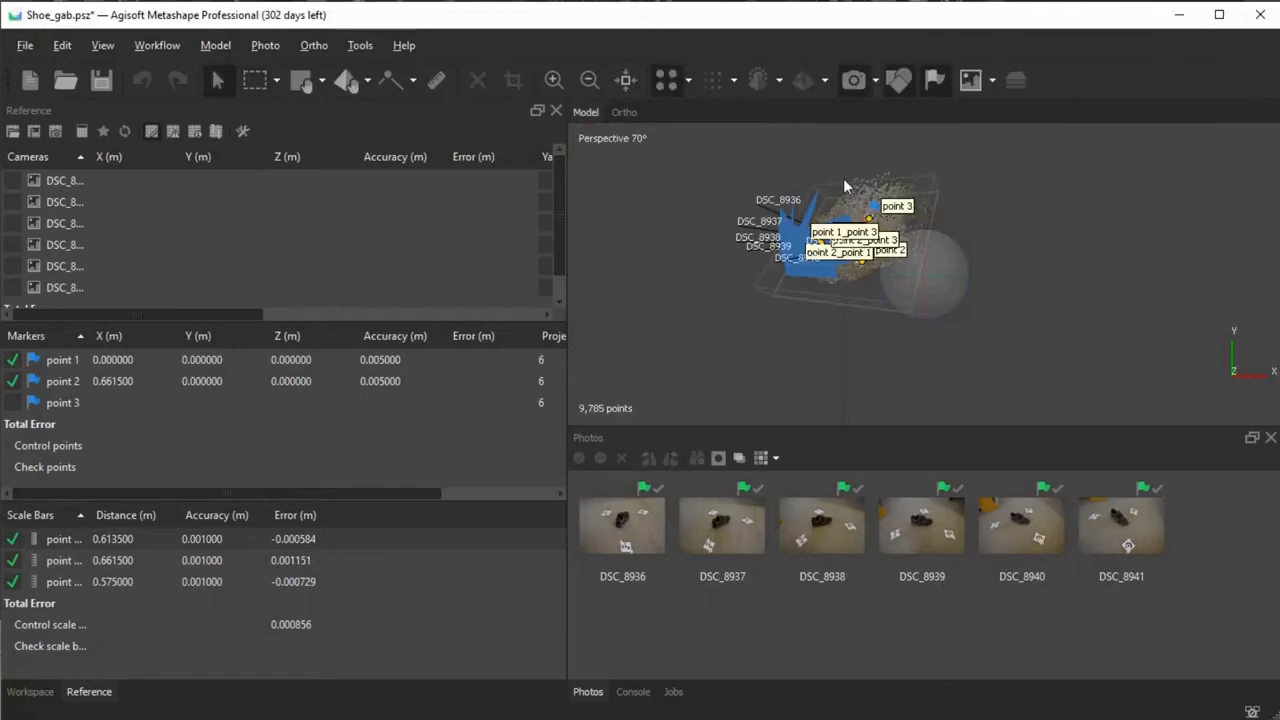 Shoe_gab.psz* — Agisoft Metashape Professional (302 days left)
File Edit View Workflow Model Photo Ortho Tools Help
Reference
Cameras X (m) Y (m) Z (m) Accuracy (m) Error (m) Ya
DSC_8...
DSC_8...
DSC_8...
DSC_8...
DSC_8...
DSC_8...
Markers X (m) Y (m) Z (m) Accuracy (m) Error (m) Proje
point 1 0.000000 0.000000 0.000000 0.005000 6
point 2 0.661500 0.000000 0.000000 0.005000 6
point 3 6
Total Error
Control points
Check points
Scale Bars Distance (m) Accuracy (m) Error (m)
point ... 0.613500 0.001000 -0.000584
point ... 0.661500 0.001000 0.001151
point ... 0.575000 0.001000 -0.000729
Total Error
Control scale ... 0.000856
Check scale b...
Workspace Reference
Model Ortho
Perspective 70°
DSC_8936
point 3
DSC_8937
point 1_point 3
DSC_8938
DSC_8939
point 2_point 1
point 2
Y
Z X
9,785 points
Photos
DSC_8936 DSC_8937 DSC_8938 DSC_8939 DSC_8940 DSC_8941
Photos Console Jobs